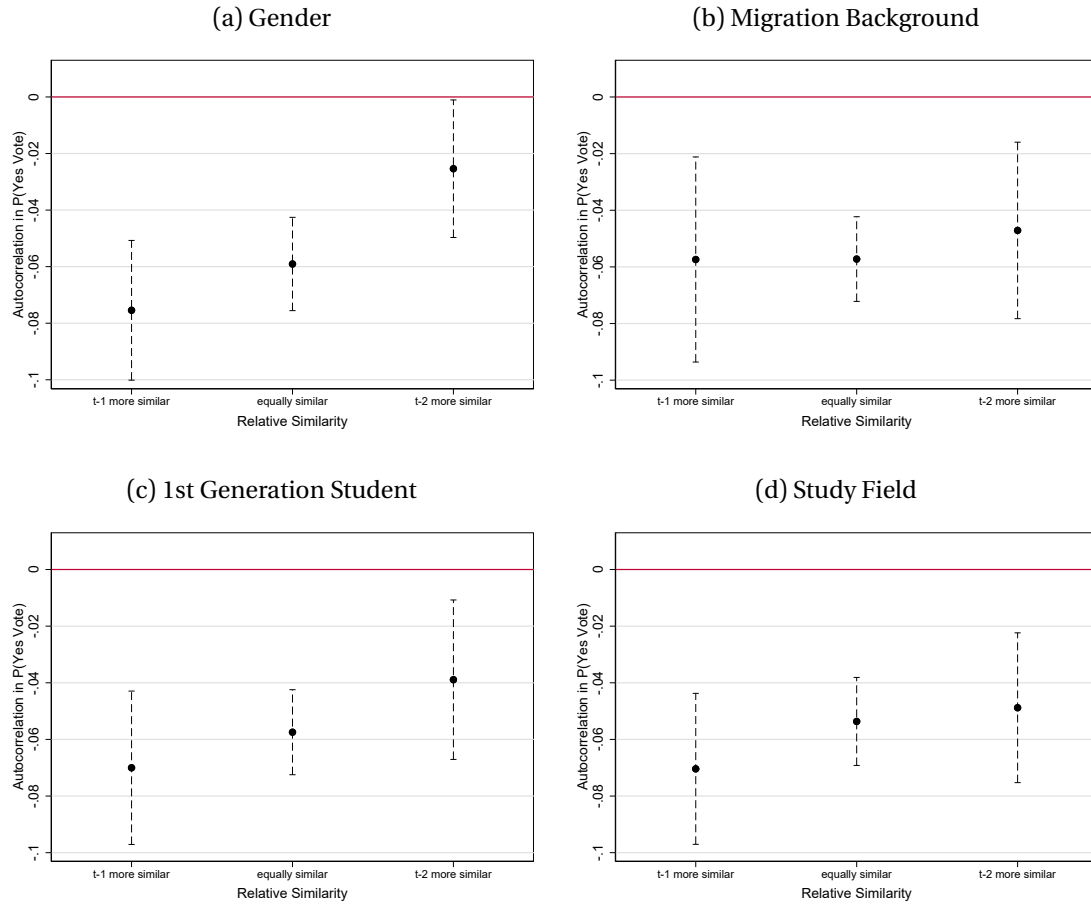 (a) Gender
Autocorrelation in P(Yes Vote)
0
-.02
-.04
-.06
-.08
-.1
t-1 more similar equally similar t-2 more similar
Relative Similarity
(b) Migration Background
Autocorrelation in P(Yes Vote)
0
-.02
-.04
-.06
-.08
-.1
t-1 more similar equally similar t-2 more similar
Relative Similarity
(c) 1st Generation Student
Autocorrelation in P(Yes Vote)
0
-.02
-.04
-.06
-.08
-.1
t-1 more similar equally similar t-2 more similar
Relative Similarity
(d) Study Field
Autocorrelation in P(Yes Vote)
0
-.02
-.04
-.06
-.08
-.1
t-1 more similar equally similar t-2 more similar
Relative Similarity